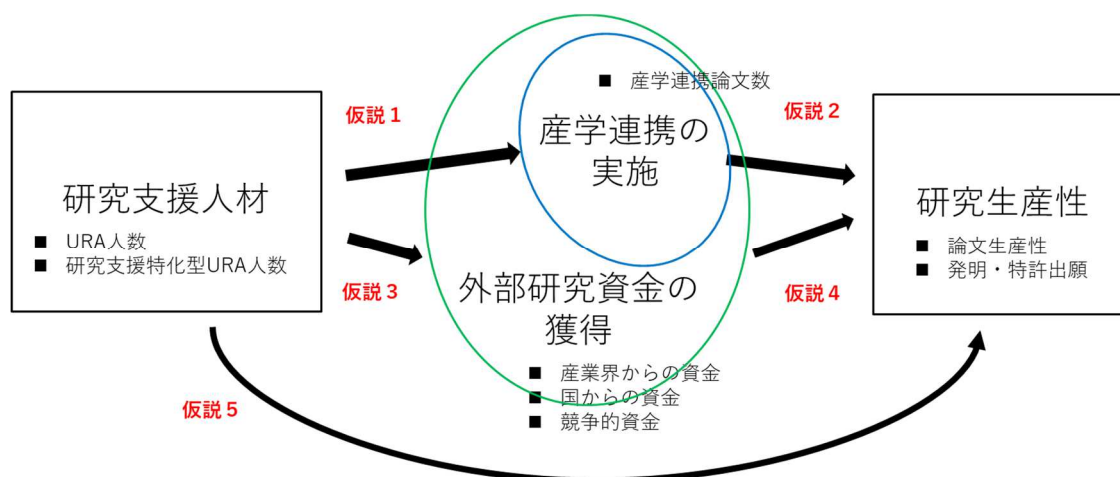 ■ 産学連携論文数
仮説1
仮説2
産学連携の
実施
研究支援人材
■ URA人数
■ 研究支援特化型URA人数
研究生産性
■ 論文生産性
■ 発明・特許出願
仮説3
外部研究資金の
獲得
仮説4
■ 産業界からの資金
■ 国からの資金
■ 競争的資金
仮説5